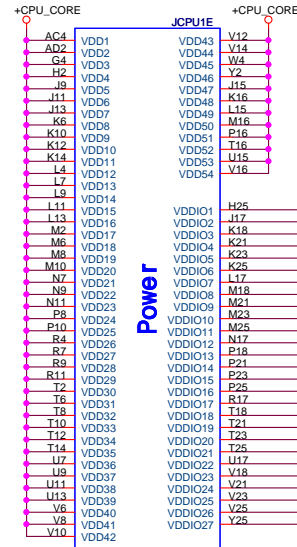 +CPU_CORE +CPU_CORE
JCPU1E
AC4 VDD1 VDD43 V12
AD2 VDD2 VDD44 V14
G4 VDD3 VDD45 W4
H2 VDD4 VDD46 Y2
J9 VDD5 VDD47 J15
J11 VDD6 VDD48 K16
J13 VDD7 VDD49 L15
K6 VDD8 VDD50 M16
K10 VDD9 VDD51 P16
K12 VDD10 VDD52 T16
K14 VDD11 VDD53 U15
L4 VDD12 VDD54 V16
L7 VDD13
L9 VDD14
L11 VDD15 VDDIO1 H25
L13 VDD16 VDDIO2 J17
M2 VDD17 VDDIO3 K18
M6 VDD18 VDDIO4 K21
M8 VDD19 VDDIO5 K23
M10 VDD20 VDDIO6 K25
N7 VDD21 VDDIO7 L17
N9 VDD22 VDDIO8 M18
N11 VDD23 VDDIO9 M21
P8 VDD24 VDDIO10 M23
P10 VDD25 VDDIO11 M25
R4 VDD26 VDDIO12 N17
R7 VDD27 VDDIO13 P18
R9 VDD28 VDDIO14 P21
R11 VDD29 VDDIO15 P23
T2 VDD30 VDDIO16 P25
T6 VDD31 VDDIO17 R17
T8 VDD32 VDDIO18 T18
T10 VDD33 VDDIO19 T21
T12 VDD34 VDDIO20 T23
T14 VDD35 VDDIO21 T25
U7 VDD36 VDDIO22 U17
U9 VDD37 VDDIO23 V18
U11 VDD38 VDDIO24 V21
U13 VDD39 VDDIO25 V23
V6 VDD40 VDDIO26 V25
V8 VDD41 VDDIO27 Y25
V10 VDD42
Power